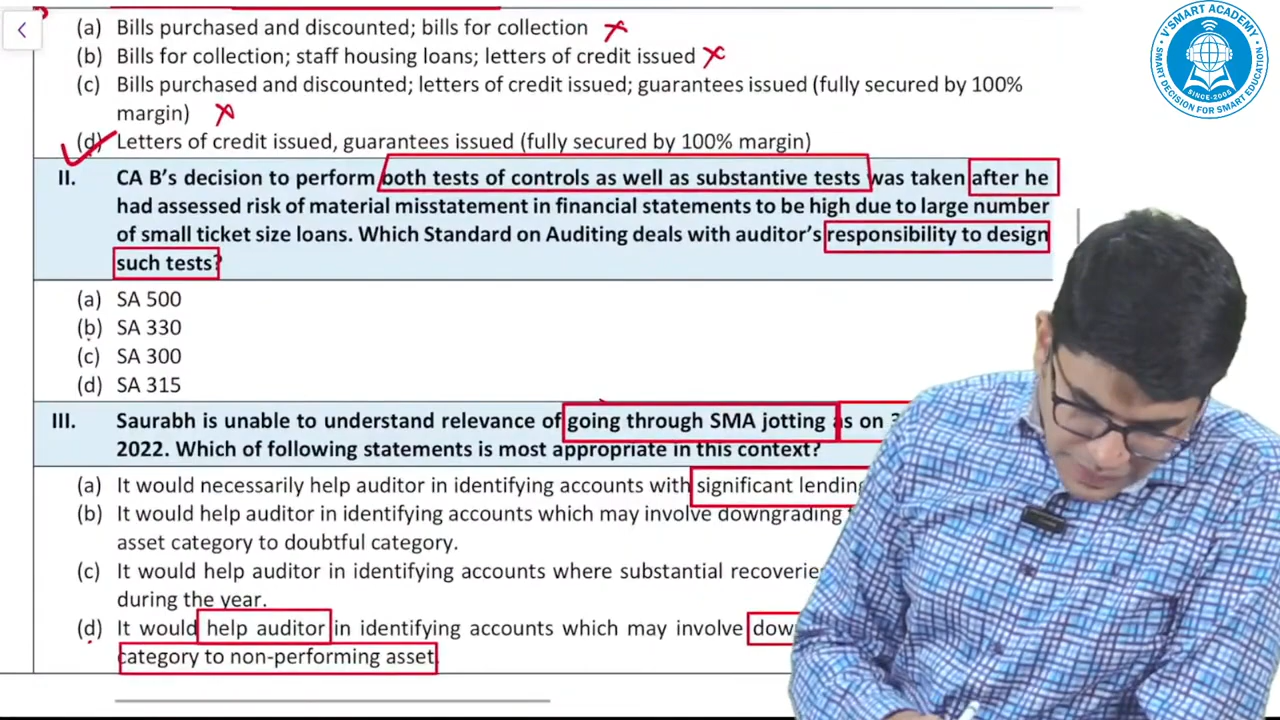 (a) Bills purchased and discounted; bills for collection
(b) Bills for collection; staff housing loans; letters of credit issued
(c) Bills purchased and discounted; letters of credit issued; guarantees issued (fully secured by 100%
margin)
(d) Letters of credit issued, guarantees issued (fully secured by 100% margin)
II. CA B's decision to perform both tests of controls as well as substantive tests was taken after he
had assessed risk of material misstatement in financial statements to be high due to large number
of small ticket size loans. Which Standard on Auditing deals with auditor's responsibility to design
such tests?
(a) SA 500
(b) SA 330
(c) SA 300
(d) SA 315
III. Saurabh is unable to understand relevance of going through SMA jotting as on
2022. Which of following statements is most appropriate in this context?
(a) It would necessarily help auditor in identifying accounts with significant lending
(b) It would help auditor in identifying accounts which may involve downgrading
asset category to doubtful category.
(c) It would help auditor in identifying accounts where substantial
during the year.
(d) It would help auditor in identifying accounts which may involve
category to non-performing asset.
V'SMART ACADEMY
SINCE-2005
SMART DECISION FOR SMART EDUCATION